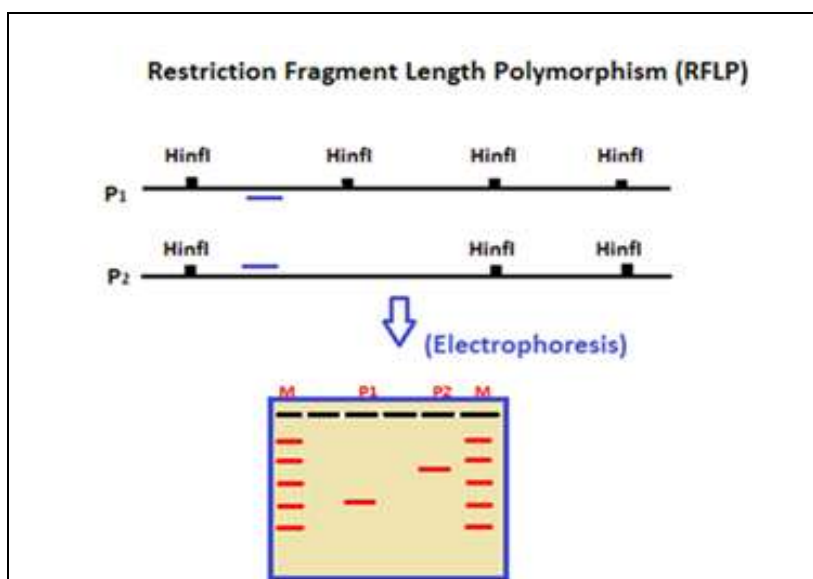 Restriction Fragment Length Polymorphism (RFLP)
HinfI HinfI HinfI HinfI
P1
HinfI HinfI HinfI
P2
(Electrophoresis)
M P1 P2 M